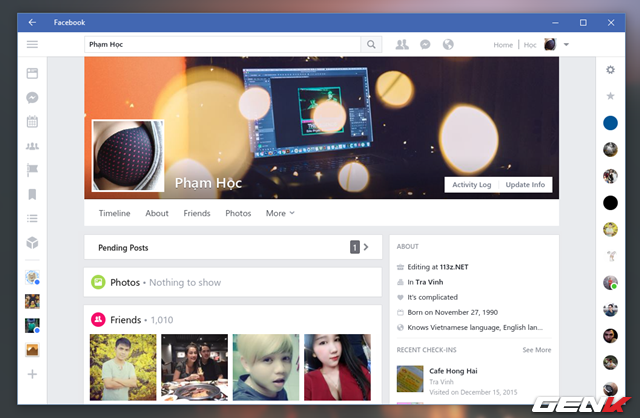 Facebook
Phạm Học
Home
Học
Phạm Học
Activity Log
Update Info
Timeline
About
Friends
Photos
More
Pending Posts
1
Photos • Nothing to show
Friends • 1,010
ABOUT
Editing at 113z.NET
In Tra Vinh
It's complicated
Born on November 27, 1990
Knows Vietnamese language, English lan...
RECENT CHECK-INS
See More
Cafe Hong Hai
Tra Vinh
Visited on December 15, 2015
GENK